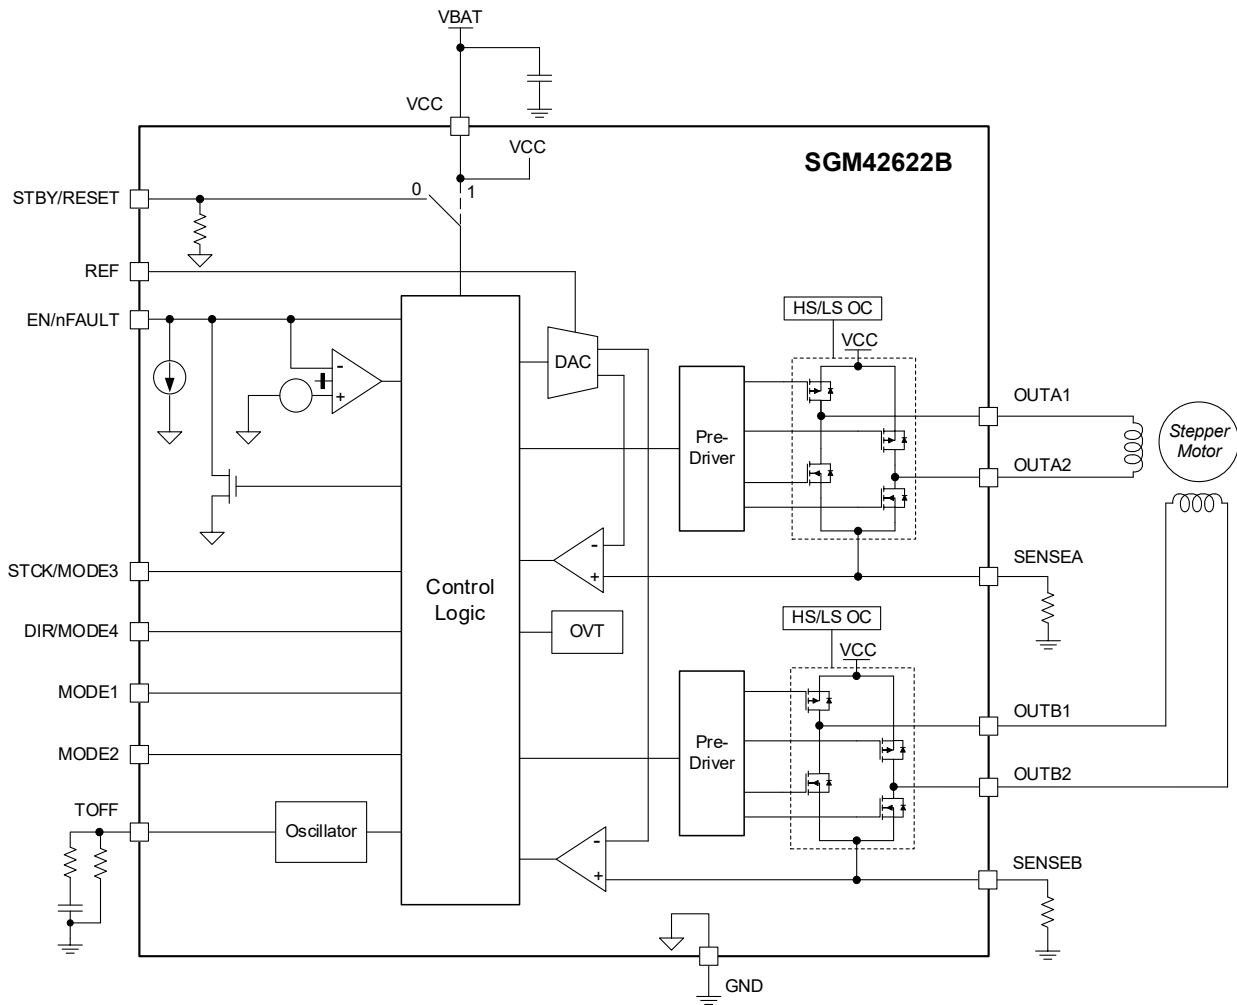 VBAT
VCC
VCC
SGM42622B
STBY/RESET
0
1
REF
EN/nFAULT
HS/LS OC
VCC
DAC
-
+
Pre-
Driver
OUTA1
Stepper
Motor
OUTA2
-
+
SENSEA
STCK/MODE3
Control
Logic
HS/LS OC
DIR/MODE4
OVT
VCC
MODE1
OUTB1
Pre-
Driver
MODE2
OUTB2
TOFF
Oscillator
-
+
SENSEB
GND